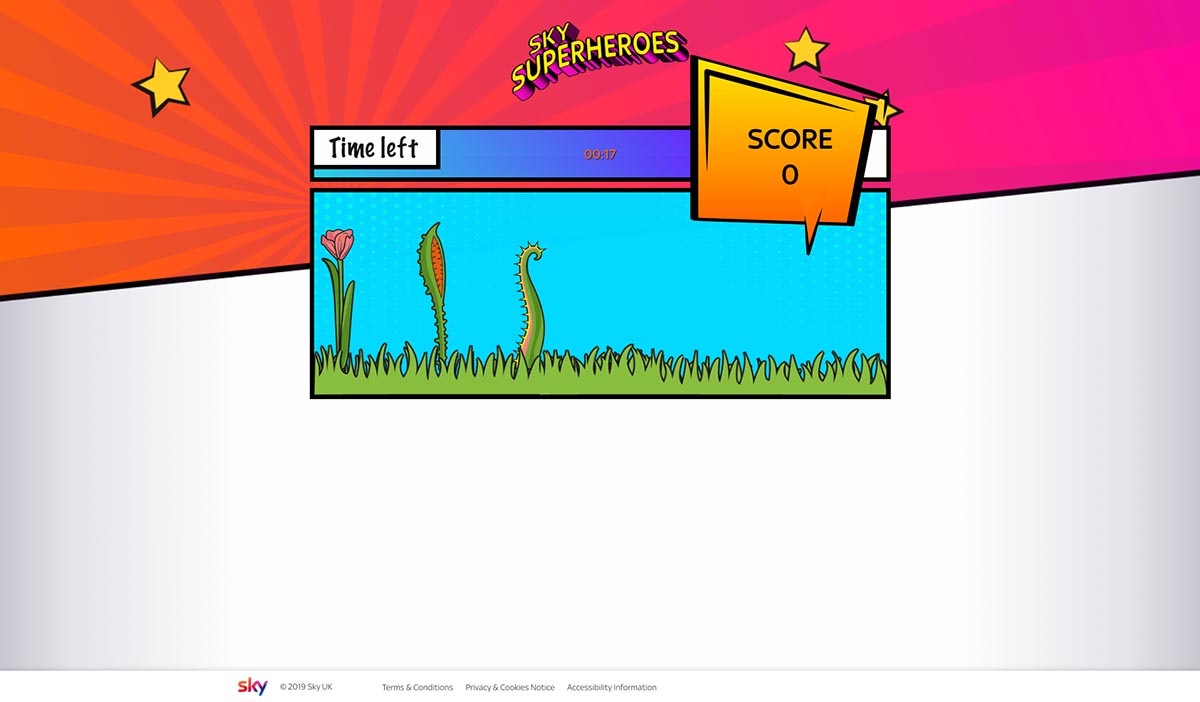 SKY
SUPERHEROES
Time left
00:17
SCORE
0
sky © 2019 Sky UK Terms & Conditions Privacy & Cookies Notice Accessibility Information